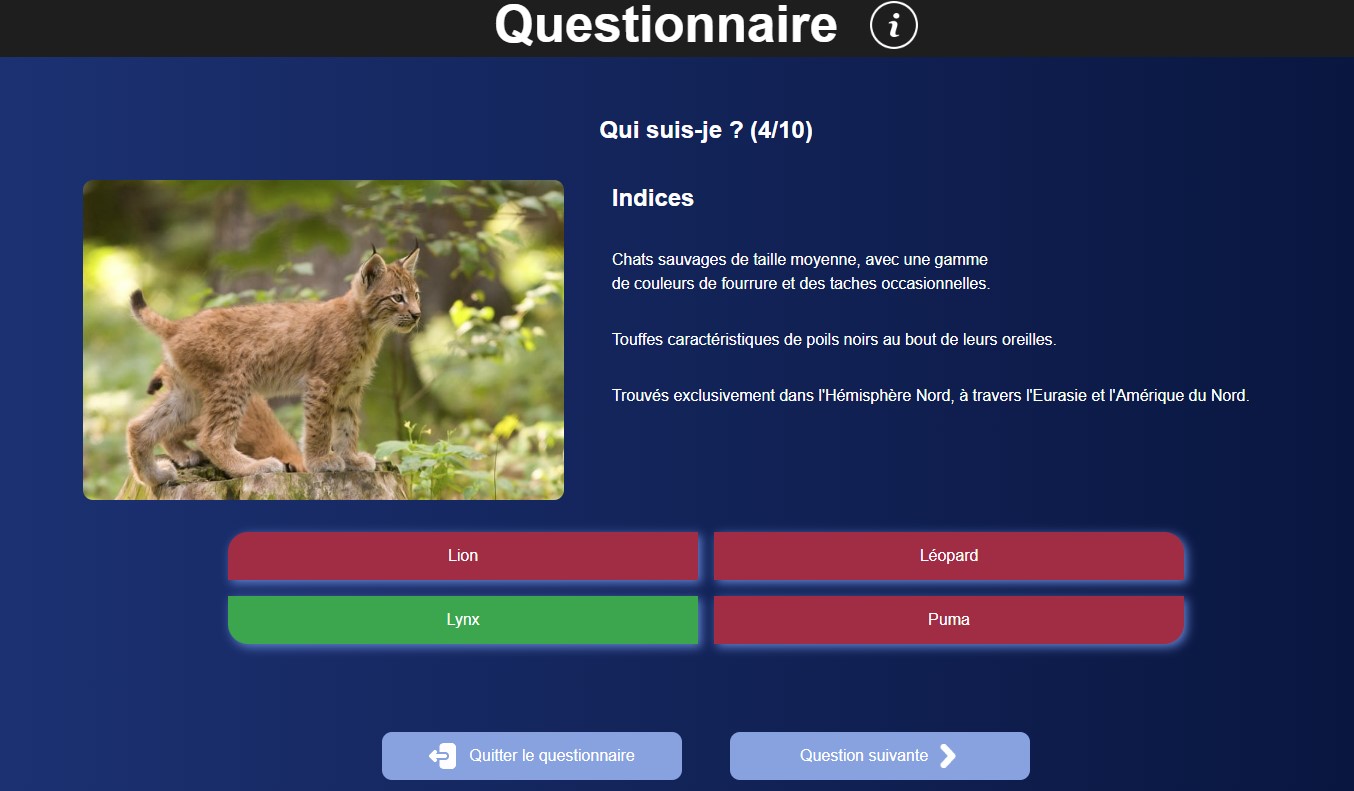 Questionnaire i
Qui suis-je ? (4/10)
Indices
Chats sauvages de taille moyenne, avec une gamme
de couleurs de fourrure et des taches occasionnelles.
Touffes caractéristiques de poils noirs au bout de leurs oreilles.
Trouvés exclusivement dans l'Hémisphère Nord, à travers l'Eurasie et l'Amérique du Nord.
Lion
Léopard
Lynx
Puma
Quitter le questionnaire
Question suivante